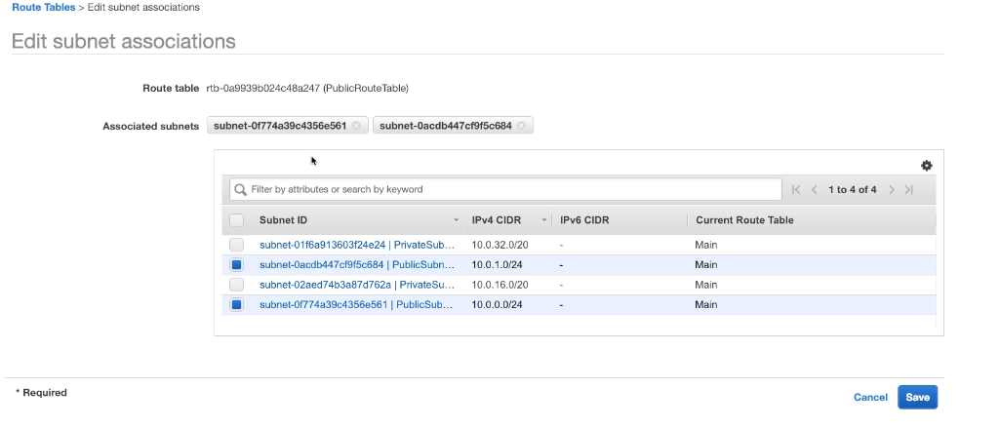 Route Tables > Edit subnet associations
Edit subnet associations
Route table rtb-0a9939b024c48a247 (PublicRouteTable)
Associated subnets subnet-0f774a39c4356e561 subnet-0acdb447cf9f5c684
Filter by attributes or search by keyword 1 to 4 of 4
Subnet ID IPv4 CIDR IPv6 CIDR Current Route Table
subnet-01f6a913603f24e24 | PrivateSub... 10.0.32.0/20 - Main
subnet-0acdb447cf9f5c684 | PublicSubn... 10.0.1.0/24 - Main
subnet-02aed74b3a87d762a | PrivateSu... 10.0.16.0/20 - Main
subnet-0f774a39c4356e561 | PublicSub... 10.0.0.0/24 - Main
* Required
Cancel Save